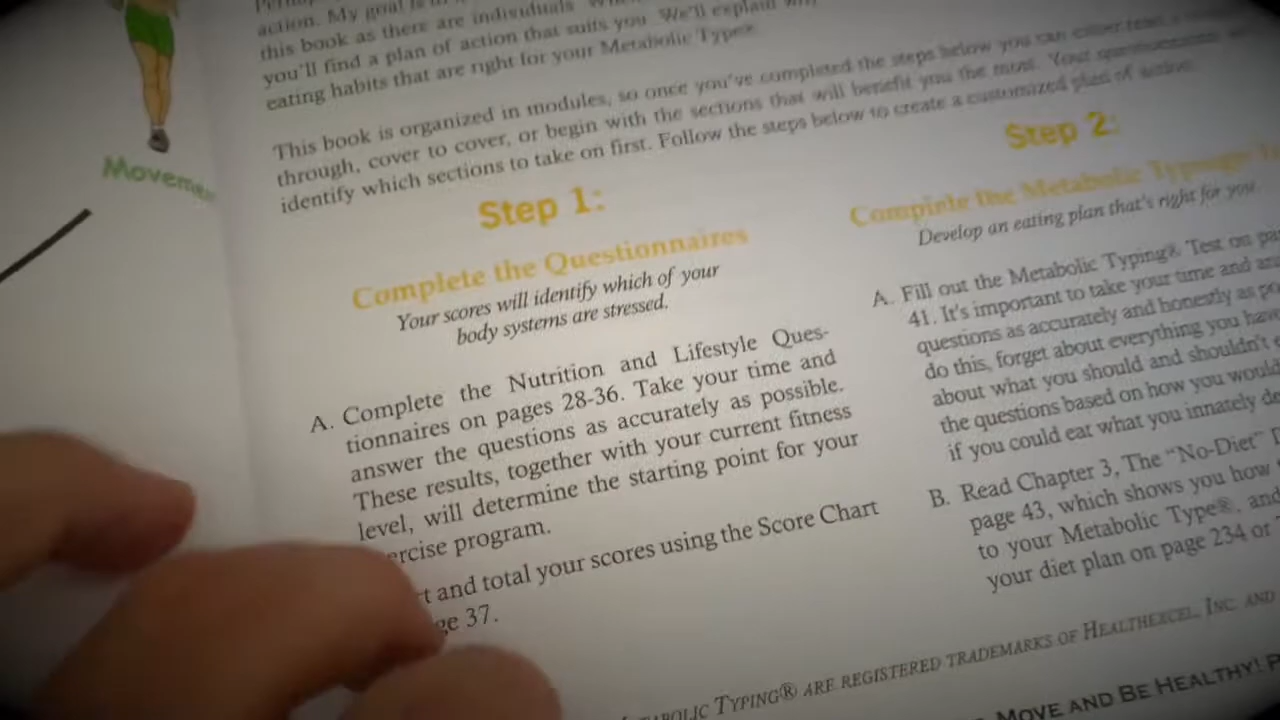 action. My goal is
this book as there are individuals
you'll find a plan of action that suits you. We'll explain why
eating habits that are right for your Metabolic Type®.
This book is organized in modules, so once you've completed the steps below you can either read
through, cover to cover, or begin with the sections that will benefit you the most. Your questionnaire
identify which sections to take on first. Follow the steps below to create a customized plan of action.
Movement
Step 1:
Complete the Questionnaires
Your scores will identify which of your
body systems are stressed.
A. Complete the Nutrition and Lifestyle Ques-
tionnaires on pages 28-36. Take your time and
answer the questions as accurately as possible.
These results, together with your current fitness
level, will determine the starting point for your
ercise program.
t and total your scores using the Score Chart
ge 37.
Step 2:
Complete the Metabolic Typing®
Develop an eating plan that's right for you.
A. Fill out the Metabolic Typing® Test on
41. It's important to take your time and
questions as accurately and honestly as
do this, forget about everything you have
about what you should and shouldn't
the questions based on how you would
if you could eat what you innately
B. Read Chapter 3, The “No-Diet”
page 43, which shows you how
to your Metabolic Type®, and
your diet plan on page 234 or
TYPING® ARE REGISTERED TRADEMARKS OF HEALTHEXCEL, INC. AND
MOVE AND BE HEALTHY!